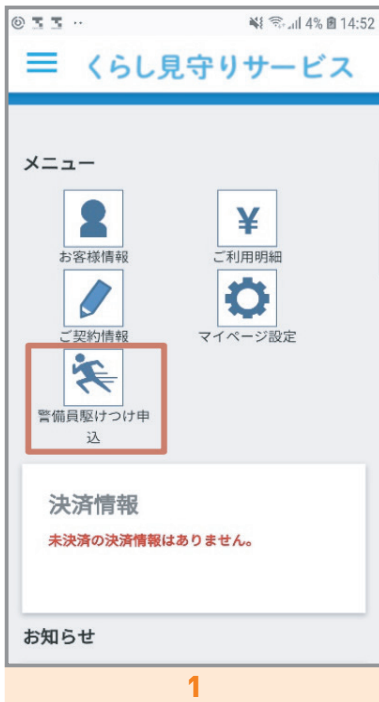 4% 14:52
くらし見守りサービス
メニュー
¥
お客様情報
ご利用明細
ご契約情報
マイページ設定
警備員駆けつけ申
込
決済情報
未決済の決済情報はありません。
お知らせ
1